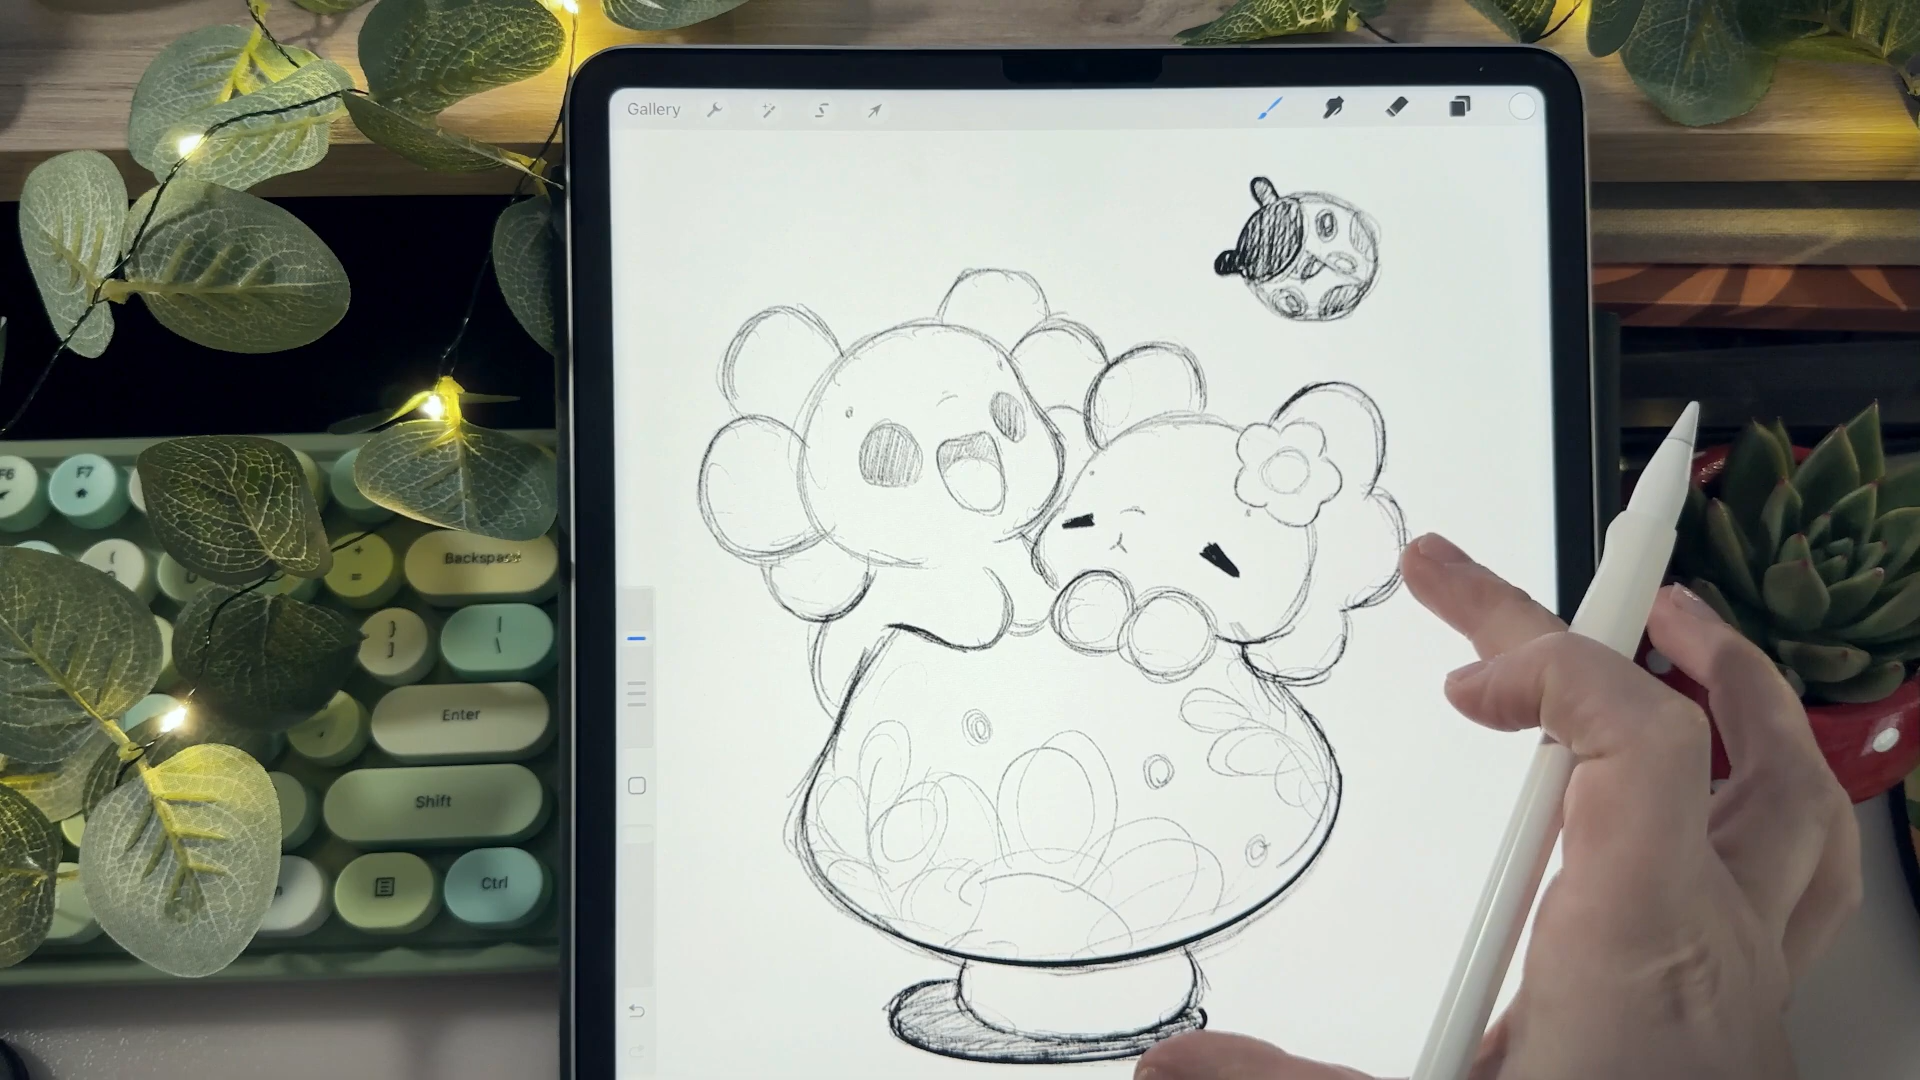 Gallery
F6
F7
Backspace
+
=
}
]
|
\
Enter
Shift
Ctrl